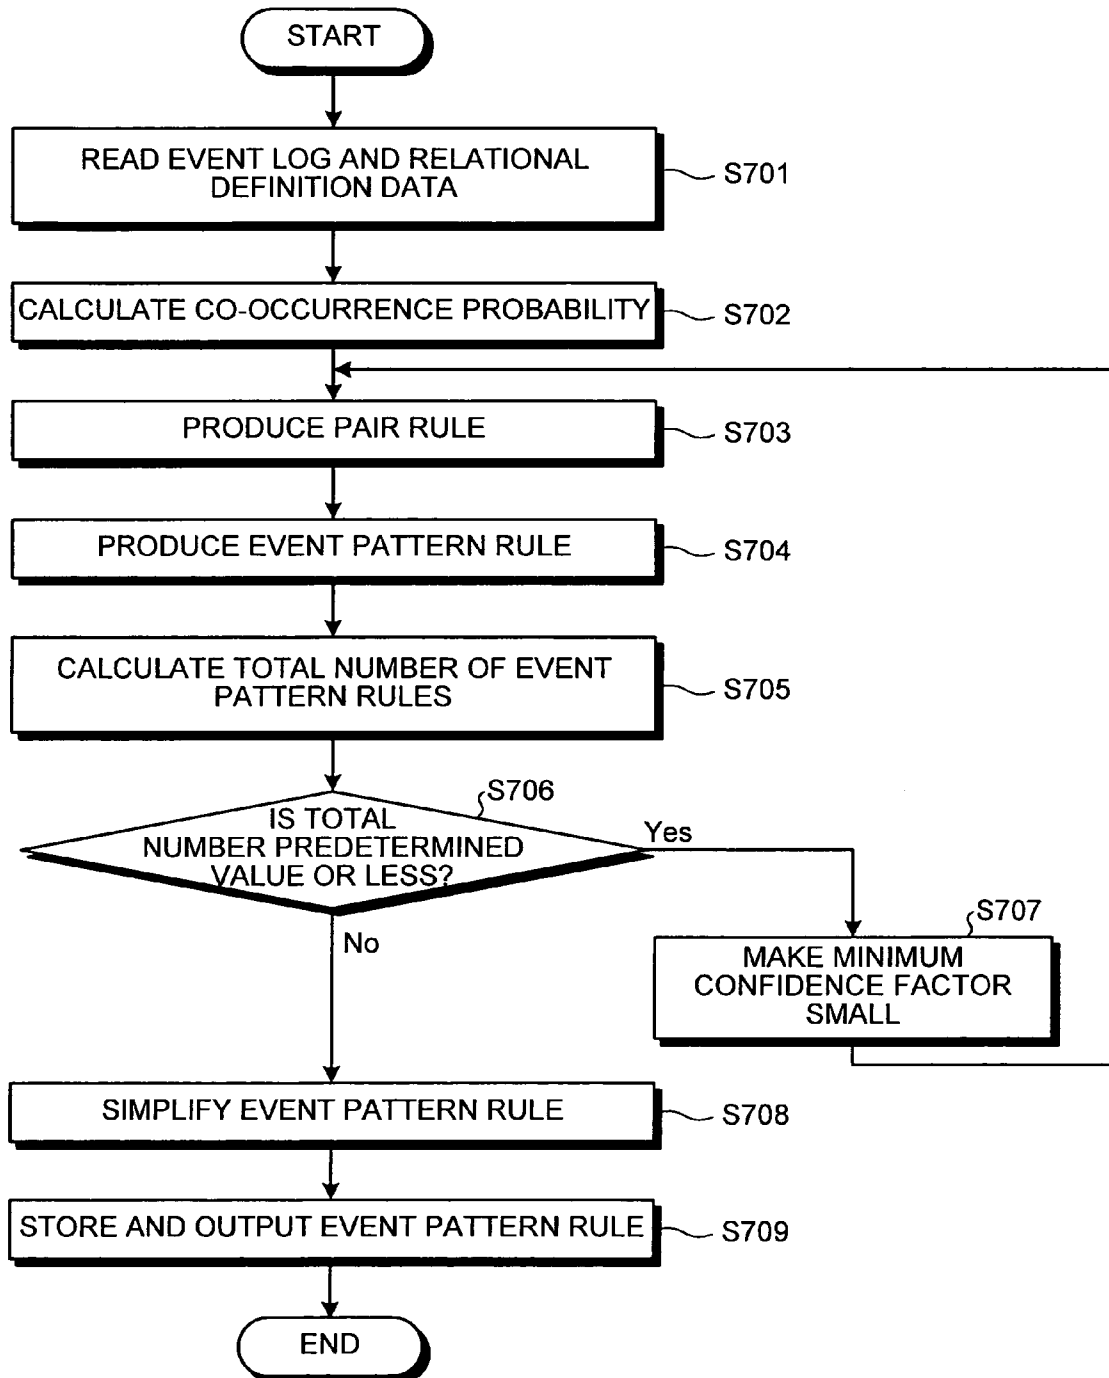 START
READ EVENT LOG AND RELATIONAL
DEFINITION DATA
S701
CALCULATE CO-OCCURRENCE PROBABILITY
S702
PRODUCE PAIR RULE
S703
PRODUCE EVENT PATTERN RULE
S704
CALCULATE TOTAL NUMBER OF EVENT
PATTERN RULES
S705
S706
IS TOTAL
NUMBER PREDETERMINED
VALUE OR LESS?
Yes
No
S707
MAKE MINIMUM
CONFIDENCE FACTOR
SMALL
SIMPLIFY EVENT PATTERN RULE
S708
STORE AND OUTPUT EVENT PATTERN RULE
S709
END